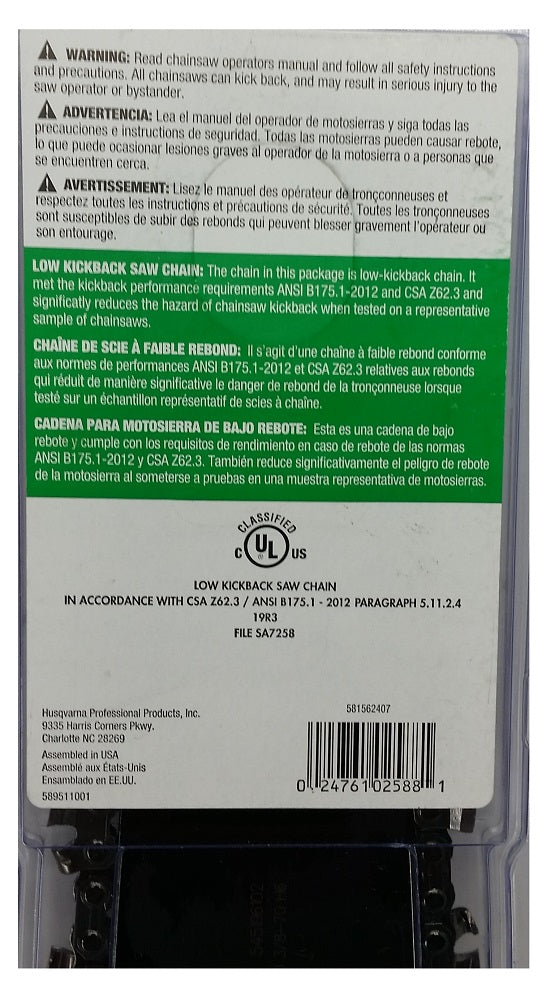 WARNING: Read chainsaw operators manual and follow all safety instructions
and precautions. All chainsaws can kick back, and may result in serious injury to the
saw operator or bystander.
ADVERTENCIA: Lea el manuel del operador de motosierras y siga todas las
precauciones e instructions de seguridad. Todas las motosierras pueden causar rebote,
lo que puede ocasionar lesiones graves al operador de la motosierra o a personas que
se encuentren cerca.
AVERTISSEMENT: Lisez le manuel des opérateur de tronçconneuses et
respectez toutes les instructions et précautions de sécurité. Toutes les tronçonneuses
sont susceptibles de subir des rebonds qui peuvent blesser gravement l'opérateur ou
son entourage.
LOW KICKBACK SAW CHAIN: The chain in this package is low-kickback chain. It
met the kickback performance requirements ANSI B175.1-2012 and CSA Z62.3 and
significatly reduces the hazard of chainsaw kickback when tested on a representative
sample of chainsaws.
CHAÎNE DE SCIE À FAIBLE REBOND: Il s'agit d'une chaîne à faible rebond conforme
aux normes de performances ANSI B175.1-2012 et CSA Z62.3 relatives aux rebonds
qui réduit de manière significative le danger de rebond de la tronçonneuse lorsque
testé sur un échantillon représentatif de scies à chaîne.
CADENA PARA MOTOSIERRA DE BAJO REBOTE: Esta es una cadena de bajo
rebote y cumple con los requisitos de rendimiento en caso de rebote de las normas
ANSI B175.1-2012 y CSA Z62.3. También reduce significativamente el peligro de rebote
de la motosierra al someterse a pruebas en una muestra representativa de motosierras.
CLASSIFIED
C UL ® US
LOW KICKBACK SAW CHAIN
IN ACCORDANCE WITH CSA Z62.3 / ANSI B175.1 - 2012 PARAGRAPH 5.11.2.4
19R3
FILE SA7258
Husqvarna Professional Products, Inc.
9335 Harris Corners Pkwy.
Charlotte NC 28269
Assembled in USA
Assemblé aux États-Unis
Ensamblado en EE.UU.
589511001
581562407
0 24761 02588 1